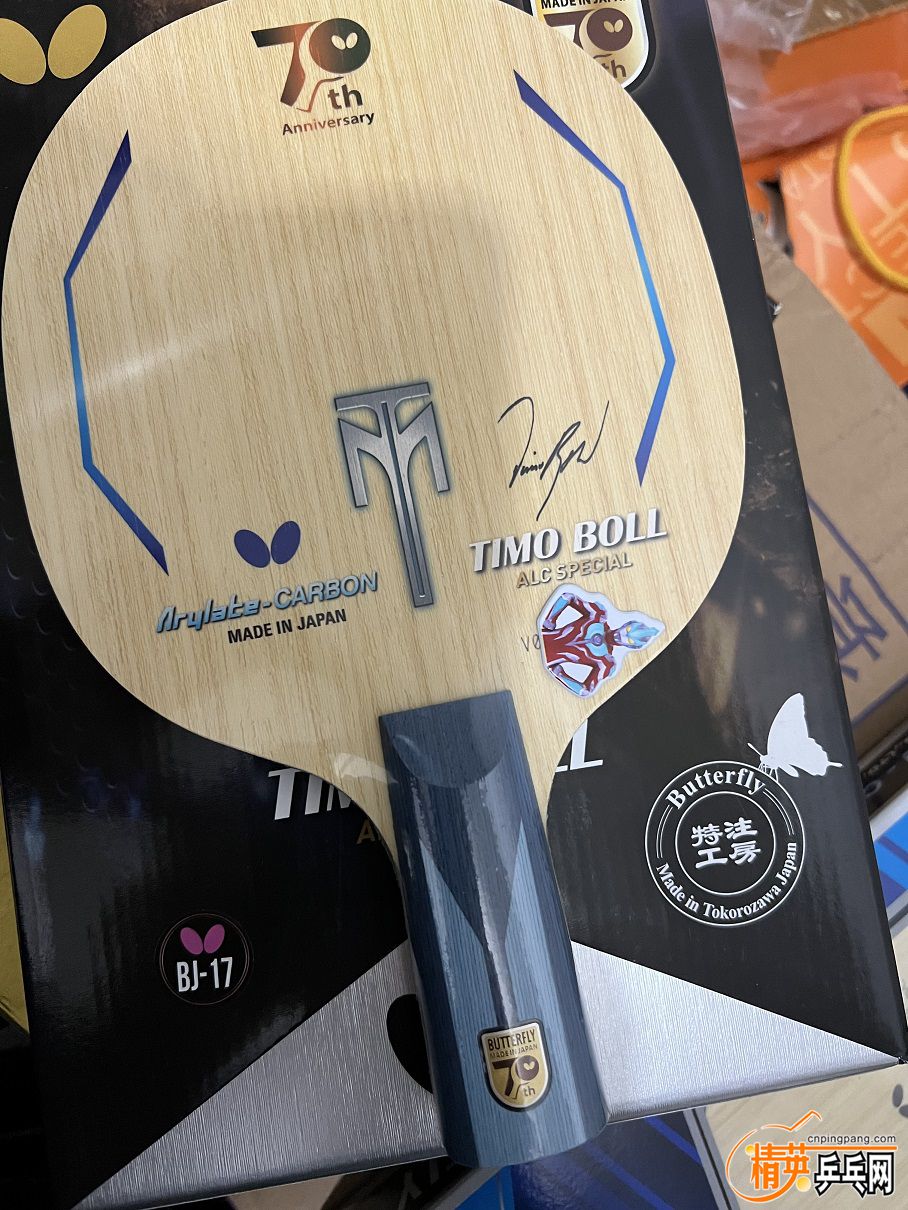 MADE IN JAPAN
70th
70th
Anniversary
TIMO BOLL
ALC SPECIAL
Arylate-CARBON
MADE IN JAPAN
V0
Butterfly
特注
工房
Made in Tokorozawa Japan
BJ-17
BUTTERFLY
MADE IN JAPAN
70th
cnpingpang.com
精英乒乓网